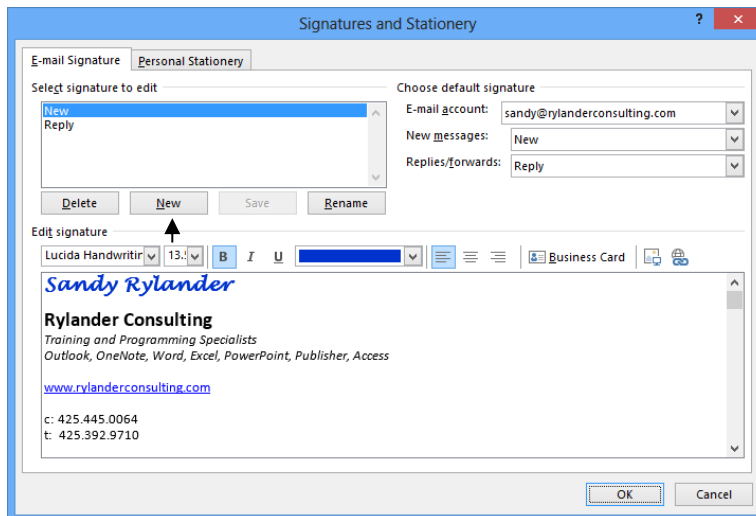 Signatures and Stationery
?
E-mail Signature Personal Stationery
Select signature to edit
New
Reply
Delete New Save Rename
Choose default signature
E-mail account: sandy@rylanderconsulting.com
New messages: New
Replies/forwards: Reply
Edit signature
Lucida Handwritin 13.5 B I U Business Card
Sandy Rylander
Rylander Consulting
Training and Programming Specialists
Outlook, OneNote, Word, Excel, PowerPoint, Publisher, Access
www.rylanderconsulting.com
c: 425.445.0064
t: 425.392.9710
OK Cancel